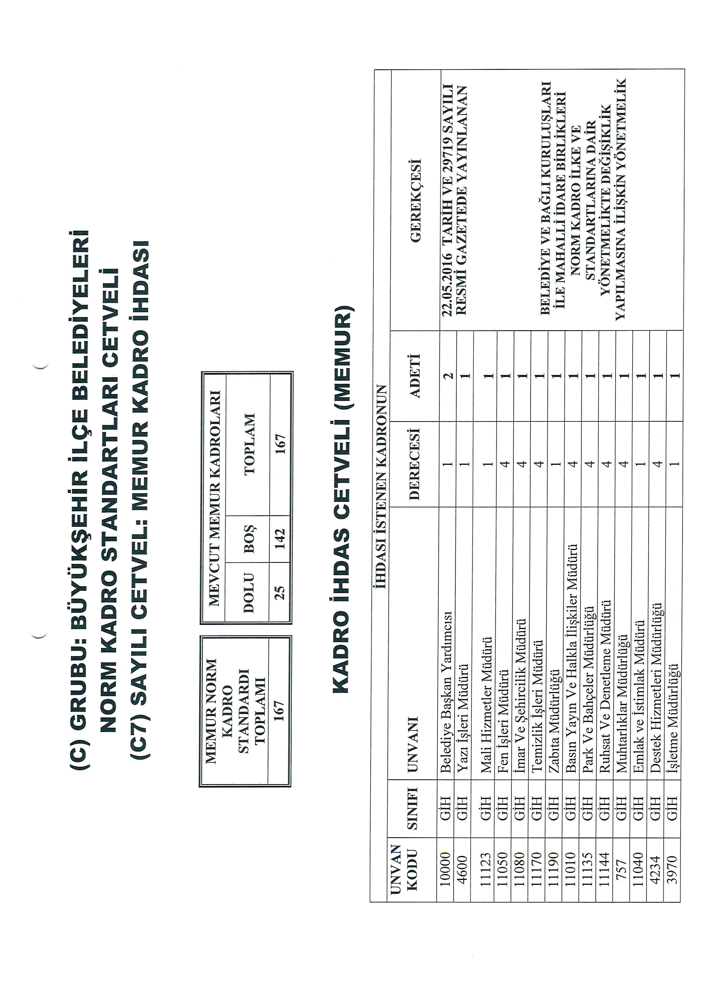 (C) GRUBU: BÜYÜKŞEHİR İLÇE BELEDİYELERİ
NORM KADRO STANDARTLARI CETVELİ
(C7) SAYILI CETVEL: MEMUR KADRO İHDASI
MEMUR NORM
KADRO
STANDARDI
TOPLAMI
167
MEVCUT MEMUR KADROLARI
DOLU BOŞ TOPLAM
25 142 167
KADRO İHDAS CETVELİ (MEMUR)
İHDASI İSTENEN KADRONUN
UNVAN
KODU SINIFI UNVANI DERECESİ ADETİ GEREKÇESİ
10000 GİH Belediye Başkan Yardımcısı 1 2
4600 GİH Yazı İşleri Müdürü 1 1
11123 GİH Mali Hizmetler Müdürü 1 1
11050 GİH Fen İşleri Müdürü 4 1
11080 GİH İmar Ve Şehircilik Müdürü 4 1
11170 GİH Temizlik İşleri Müdürü 4 1
11190 GİH Zabıta Müdürlüğü 1 1
11010 GİH Basın Yayın Ve Halkla İlişkiler Müdürü 4 1
11135 GİH Park Ve Bahçeler Müdürlüğü 4 1
11144 GİH Ruhsat Ve Denetleme Müdürü 4 1
757 GİH Muhtarlıklar Müdürlüğü 4 1
11040 GİH Emlak ve İstimlak Müdürü 1 1
4234 GİH Destek Hizmetleri Müdürlüğü 4 1
3970 GİH İşletme Müdürlüğü 1 1
22.05.2016 TARİH VE 29719 SAYILI
RESMİ GAZETEDE YAYINLANAN
BELEDİYE VE BAĞLI KURULUŞLARI
İLE MAHALLİ İDARE BİRLİKLERİ
NORM KADRO İLKE VE
STANDARTLARINA DAİR
YÖNETMELİKTE DEĞİŞİKLİK
YAPILMASINA İLİŞKİN YÖNETMELİK